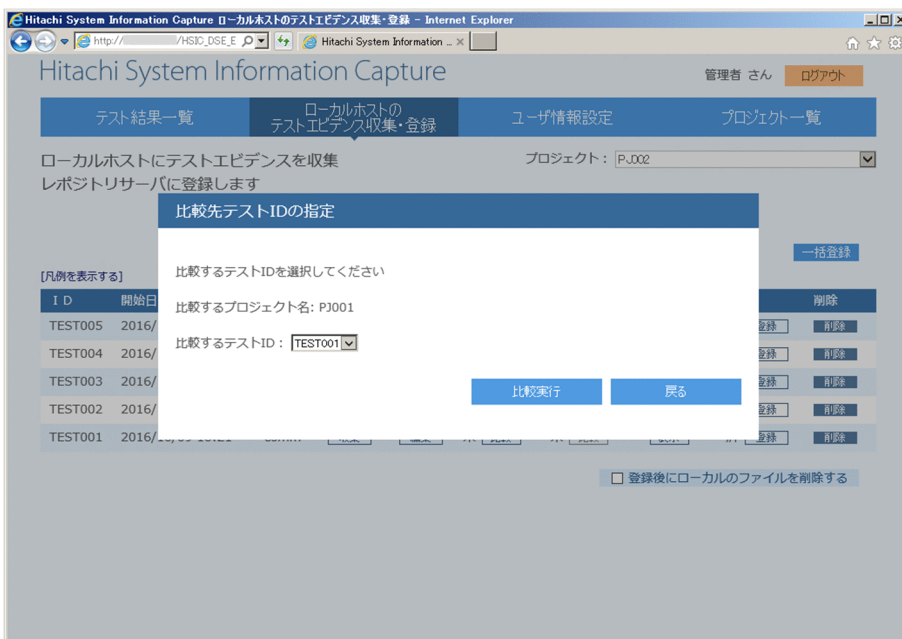 Hitachi System Information Capture ローカルホストのテストエビデンス収集・登録 - Internet Explorer
http:// /HSIC_DSE_E
Hitachi System Information ...
Hitachi System Information Capture
管理者 さん
ログアウト
テスト結果一覧
ローカルホストの
テストエビデンス収集・登録
ユーザ情報設定
プロジェクト一覧
ローカルホストにテストエビデンスを収集
レポジトリサーバに登録します
プロジェクト: PJ002
比較先テストIDの指定
一括登録
比較するテストIDを選択してください
[凡例を表示する]
ID 開始日 削除
比較するプロジェクト名: PJ001
TEST005 2016/ 登録 削除
比較するテストID: TEST001
TEST004 2016/ 登録 削除
TEST003 2016/ 登録 削除
比較実行 戻る
TEST002 2016/ 登録 削除
TEST001 2016/ 登録 削除
登録後にローカルのファイルを削除する